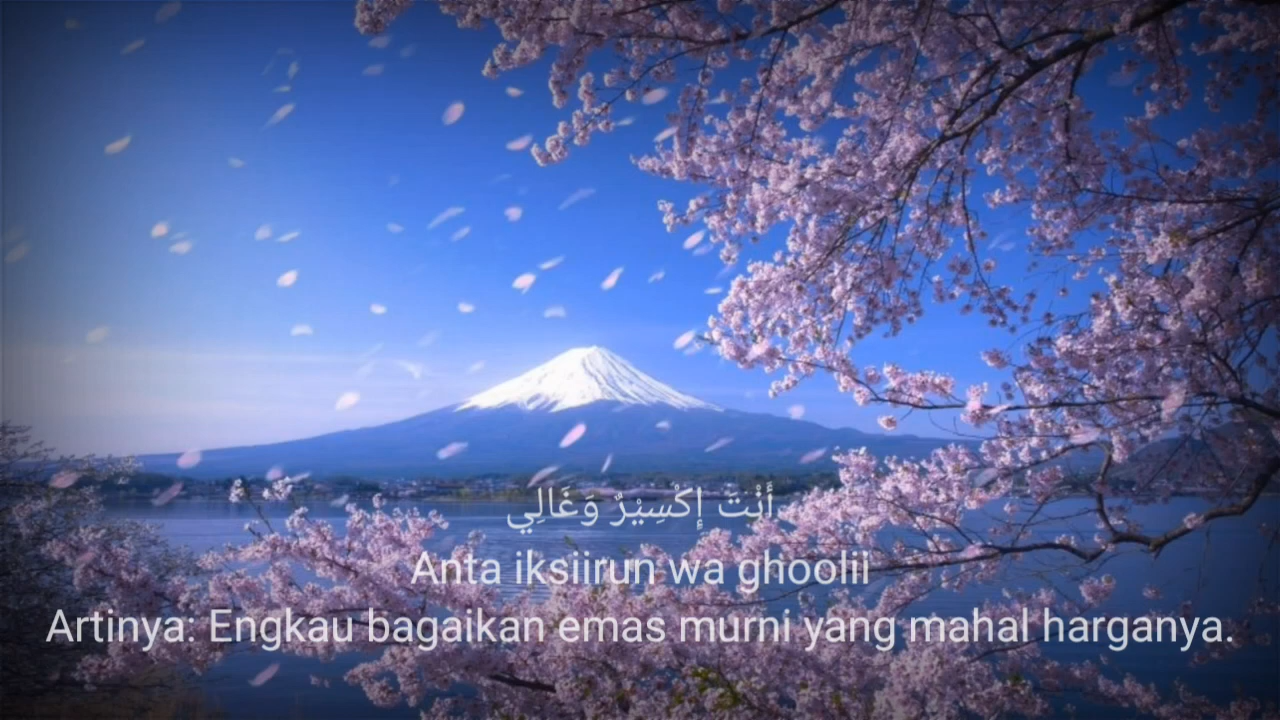 أَنْتَ إِكْسِيْرٌ وَغَالِي
Anta iksiirun wa ghoolii
Artinya: Engkau bagaikan emas murni yang mahal harganya.